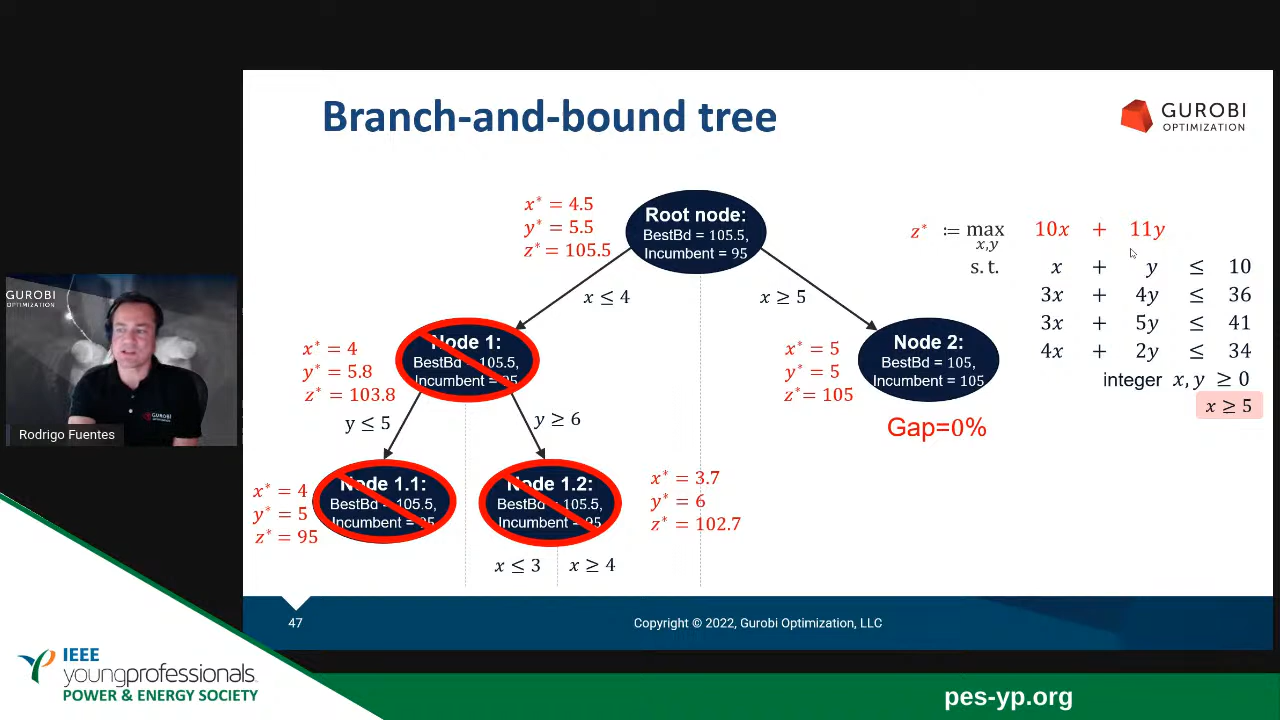 Branch-and-bound tree
GUROBI
OPTIMIZATION
x* = 4.5
y* = 5.5
z* = 105.5
Root node:
BestBd = 105.5,
Incumbent = 95
z* := max 10x + 11y
x,y
s.t. x + y ≤ 10
3x + 4y ≤ 36
3x + 5y ≤ 41
4x + 2y ≤ 34
integer x, y ≥ 0
x ≥ 5
x ≤ 4
x ≥ 5
x* = 4
y* = 5.8
z* = 103.8
Node 1:
BestBd = 105.5,
Incumbent = 95
x* = 5
y* = 5
z* = 105
Node 2:
BestBd = 105,
Incumbent = 105
Gap=0%
y ≤ 5
y ≥ 6
x* = 4
y* = 5
z* = 95
Node 1.1:
BestBd = 105.5,
Incumbent = 95
Node 1.2:
BestBd = 105.5,
Incumbent = 95
x* = 3.7
y* = 6
z* = 102.7
x ≤ 3
x ≥ 4
47
Copyright © 2022, Gurobi Optimization, LLC
GUROBI
OPTIMIZATION
GUROBI
Rodrigo Fuentes
IEEE
youngprofessionals
POWER & ENERGY SOCIETY
pes-yp.org